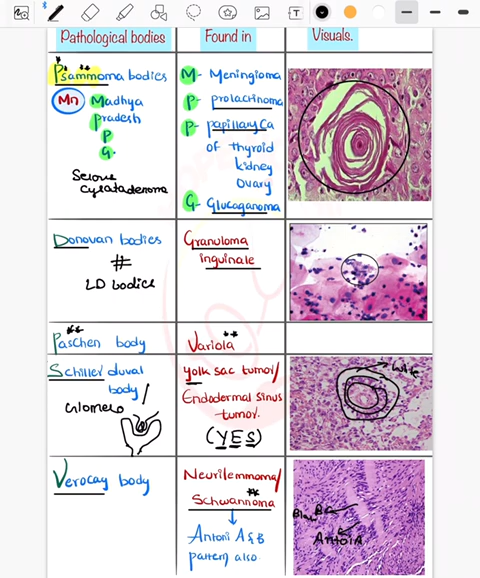 Pathological bodies
Found in
Visuals.
Psammoma bodies
Mn
Madhya
pradesh
P
G.
Serous
cystadenoma
M- Meningioma
P- prolactinoma
P- papillary Ca
of thyroid
kidney
Ovary
G- Glucagonoma
Donovan bodies
#
LD bodies
Granuloma
inguinale
Paschen body
Variola**
Schiller duval
body/
Glomero
yolk sac tumor/
Endodermal sinus
tumor.
(YES)
Verocay body
Neurilemmoma/
Schwannoma
Antoni A&B
pattern also
Antoni A